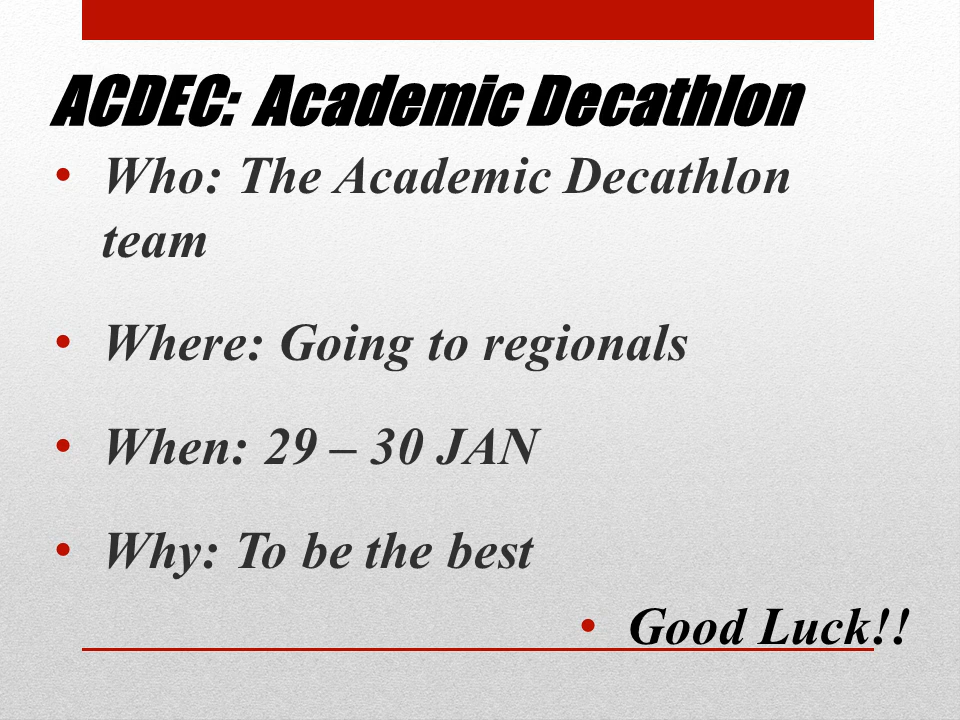 ACDEC: Academic Decathlon
• Who: The Academic Decathlon
team
• Where: Going to regionals
• When: 29 – 30 JAN
• Why: To be the best
• Good Luck!!